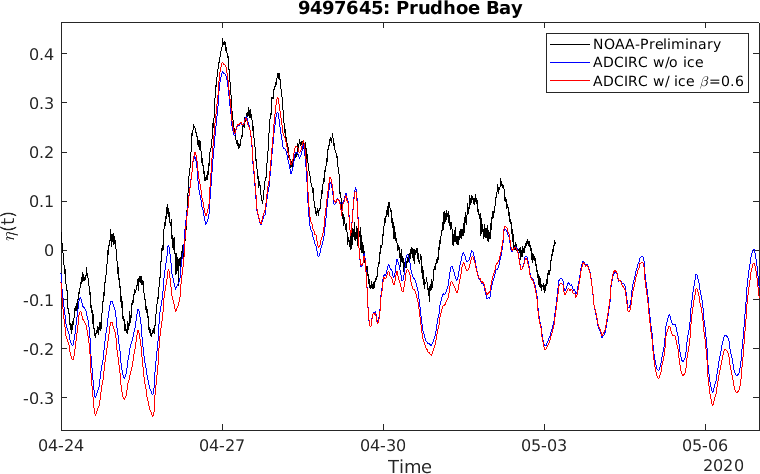 9497645: Prudhoe Bay
NOAA-Preliminary
ADCIRC w/o ice
ADCIRC w/ ice β=0.6
η(t)
0.4
0.3
0.2
0.1
0
-0.1
-0.2
-0.3
04-24
04-27
04-30
05-03
05-06
Time
2020